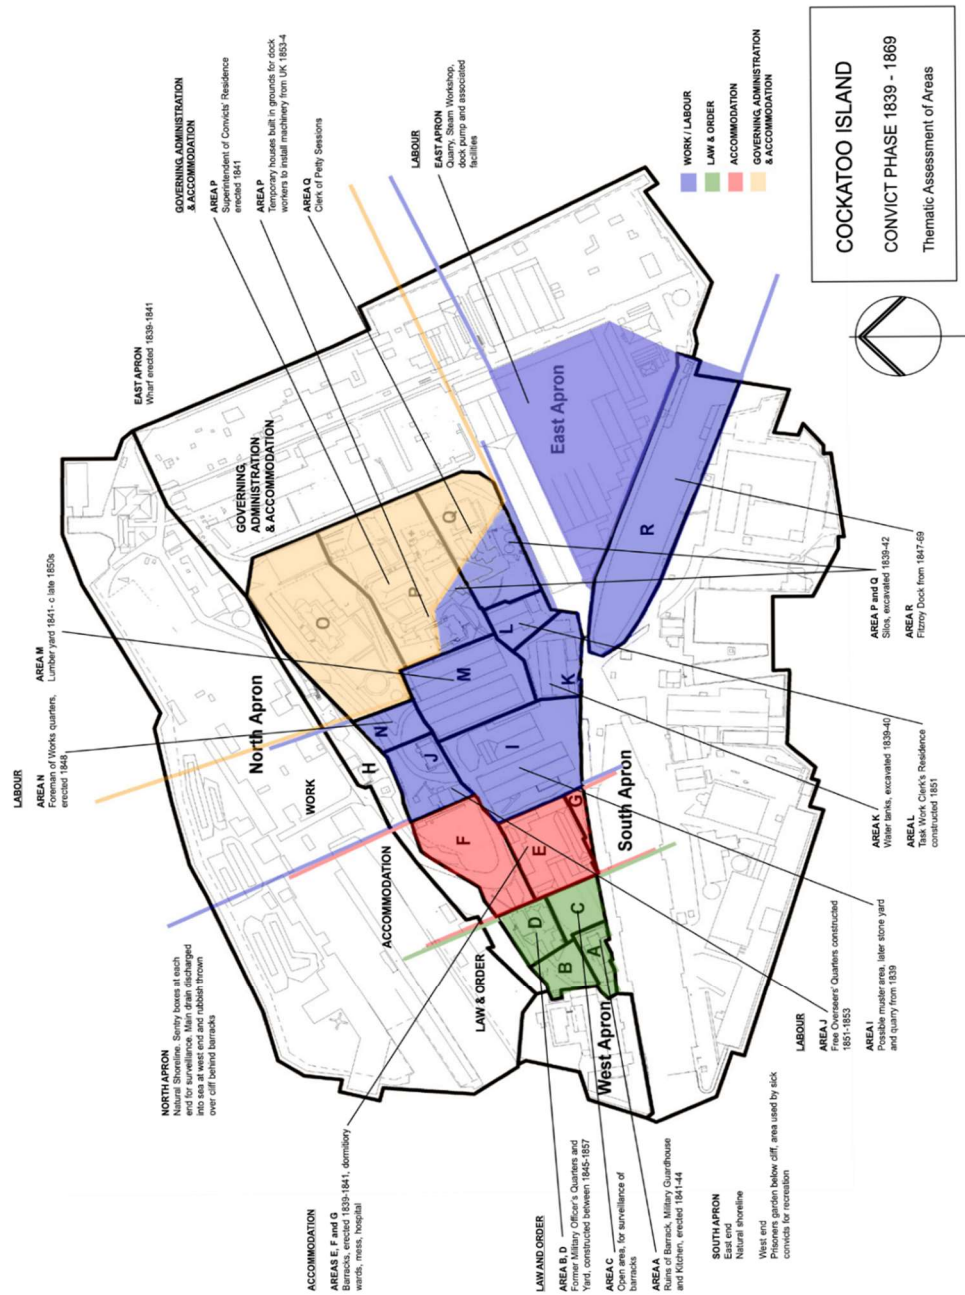 LABOUR
AREA N
Foreman of Works quarters,
erected 1848
AREA M
Lumber yard 1841- c late 1850s
EAST APRON
Wharf erected 1839-1841
GOVERNING, ADMINISTRATION
& ACCOMMODATION
AREA P
Superintendent of Convicts' Residence
erected 1841
AREA P
Temporary houses built in grounds for dock
workers to install machinery from UK 1853-4
AREA Q
Clerk of Petty Sessions
LABOUR
EAST APRON
Quarry, Steam Workshop,
dock pump and associated
facilities
NORTH APRON
Natural Shoreline. Sentry boxes at each
end for surveillance. Main drain discharged
into sea at west end and rubbish thrown
over cliff behind barracks
ACCOMMODATION
AREAS E, F and G
Barracks, erected 1839-1841, dormitiory
wards, mess, hospital
LAW AND ORDER
AREA B, D
Former Military Officer's Quarters and
Yard, constructed between 1845-1857
AREA C
Open area, for surveillance of
barracks
AREA A
Ruins of Barrack, Military Guardhouse
and Kitchen, erected 1841-44
SOUTH APRON
East end
Natural shoreline
West end
Prisoners garden below cliff, area used by sick
convicts for recreation
North Apron
WORK
ACCOMMODATION
LAW & ORDER
GOVERNING,
ADMINISTRATION
& ACCOMMODATION
O
P
Q
N
H
J
M
L
K
I
F
E
G
D
C
B
A
R
East Apron
South Apron
West Apron
LABOUR
AREA J
Free Overseers' Quarters constructed
1851-1853
AREA I
Possible muster area, later stone yard
and quarry from 1839
AREA K
Water tanks, excavated 1839-40
AREA L
Task Work Clerk's Residence
constructed 1851
AREA P and Q
Silos, excavated 1839-42
AREA R
Fitzroy Dock from 1847-69
WORK / LABOUR
LAW & ORDER
ACCOMMODATION
GOVERNING, ADMINISTRATION
& ACCOMMODATION
COCKATOO ISLAND
CONVICT PHASE 1839 - 1869
Thematic Assessment of Areas